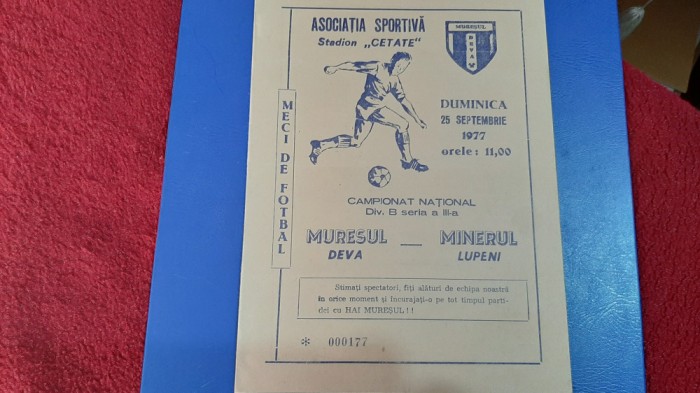 ASOCIAȚIA SPORTIVĂ
Stadion „CETATE"
MUREȘUL
DEVA
MECI DE FOTBAL
DUMINICA
25 SEPTEMBRIE
1977
orele: 11,00
CAMPIONAT NAȚIONAL
Div. B seria a III-a
MUREȘUL — MINERUL
DEVA LUPENI
Stimați spectatori, fiți alături de echipa noastră
în orice moment și încurajați-o pe tot timpul parti-
dei cu HAI MUREȘUL!!
* 000177